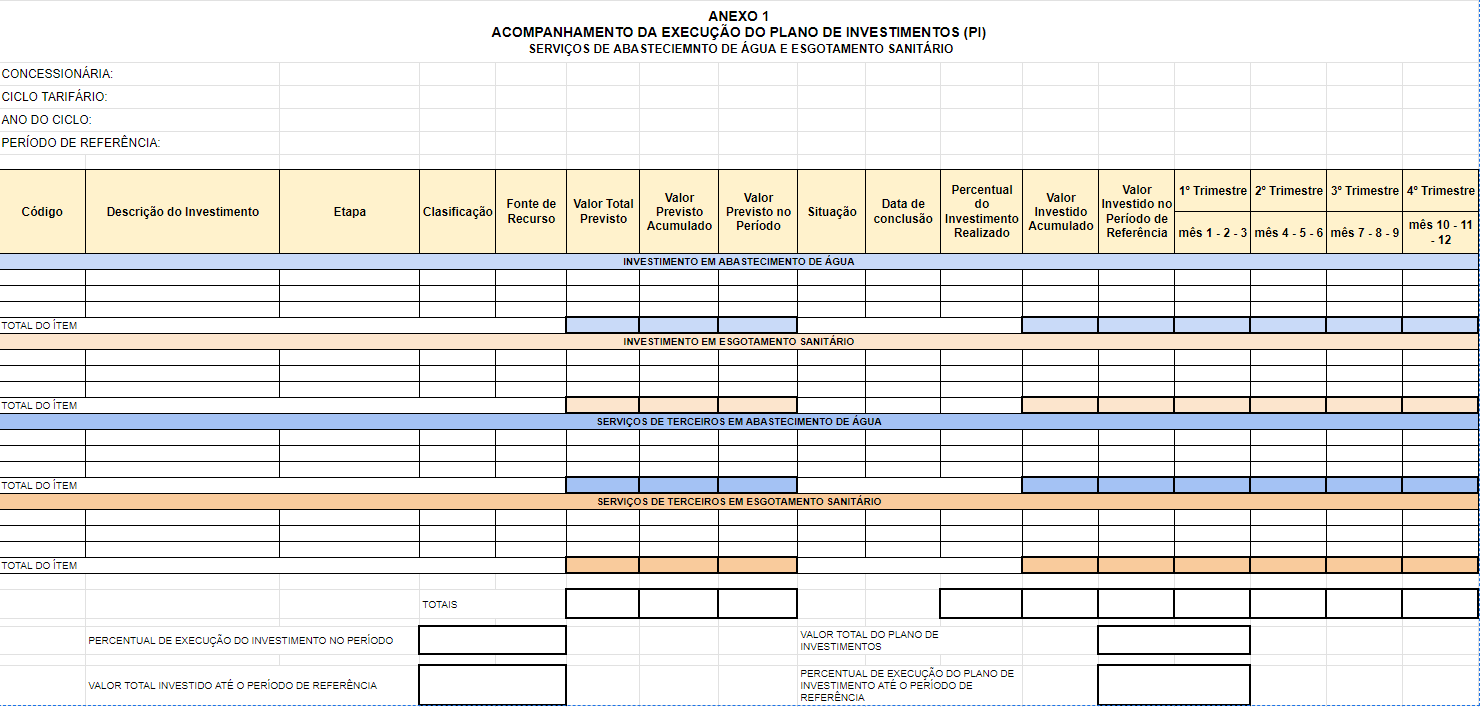 ANEXO 1
ACOMPANHAMENTO DA EXECUÇÃO DO PLANO DE INVESTIMENTOS (PI)
SERVIÇOS DE ABASTECIEMNTO DE ÁGUA E ESGOTAMENTO SANITÁRIO
CONCESSIONÁRIA:
CICLO TARIFÁRIO:
ANO DO CICLO:
PERÍODO DE REFERÊNCIA:
Código
Descrição do Investimento
Etapa
Clasificação
Fonte de
Recurso
Valor Total
Previsto
Valor
Previsto
Acumulado
Valor
Previsto no
Período
Situação
Data de
conclusão
Percentual
do
Investimento
Realizado
Valor
Investido
Acumulado
Valor
Investido no
Período de
Referência
1º Trimestre
2º Trimestre
3º Trimestre
4º Trimestre
mês 1 - 2 - 3
mês 4 - 5 - 6
mês 7 - 8 - 9
mês 10 - 11
- 12
INVESTIMENTO EM ABASTECIMENTO DE ÁGUA
TOTAL DO ÍTEM
INVESTIMENTO EM ESGOTAMENTO SANITÁRIO
TOTAL DO ÍTEM
SERVIÇOS DE TERCEIROS EM ABASTECIMENTO DE ÁGUA
TOTAL DO ÍTEM
SERVIÇOS DE TERCEIROS EM ESGOTAMENTO SANITÁRIO
TOTAL DO ÍTEM
TOTAIS
PERCENTUAL DE EXECUÇÃO DO INVESTIMENTO NO PERÍODO
VALOR TOTAL DO PLANO DE
INVESTIMENTOS
VALOR TOTAL INVESTIDO ATÉ O PERÍODO DE REFERÊNCIA
PERCENTUAL DE EXECUÇÃO DO PLANO DE
INVESTIMENTO ATÉ O PERÍODO DE
REFERÊNCIA